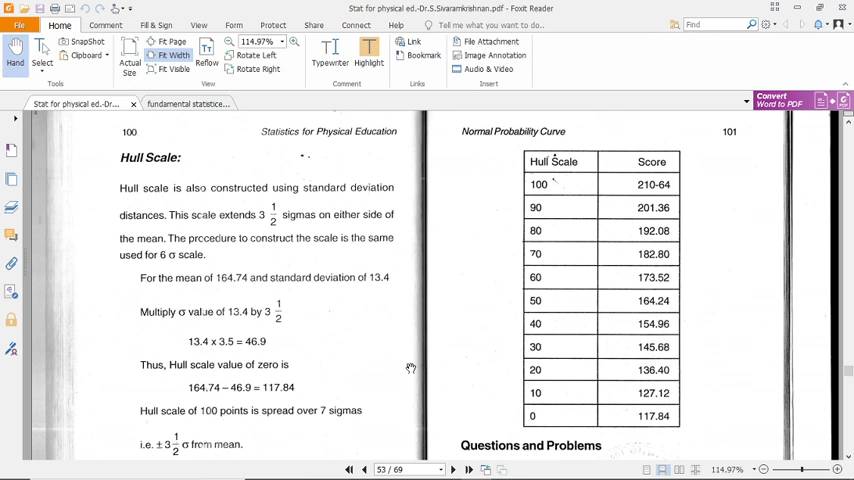 Stat for physical ed.-Dr.S.Sivaramkrishnan.pdf - Foxit Reader
File Home Comment Fill & Sign View Form Protect Share Connect Help Tell me what you want to do.. Find
Hand
Select
SnapShot
Clipboard
Tools
Actual Size
Fit Page
Fit Width
Fit Visible
Reflow
114.97%
Rotate Left
Rotate Right
View
Typewriter
Highlight
Comment
Link
Bookmark
Links
File Attachment
Image Annotation
Audio & Video
Insert
Stat for physical ed.-Dr...
fundamental statistice...
Convert
Word to PDF
100 Statistics for Physical Education
Hull Scale:
Hull scale is also constructed using standard deviation
distances. This scale extends 3 1/2 sigmas on either side of
the mean. The procedure to construct the scale is the same
used for 6 σ scale.
For the mean of 164.74 and standard deviation of 13.4
Multiply σ value of 13.4 by 3 1/2
13.4 x 3.5 = 46.9
Thus, Hull scale value of zero is
164.74 – 46.9 = 117.84
Hull scale of 100 points is spread over 7 sigmas
i.e. ± 3 1/2 σ from mean.
Normal Probability Curve 101
Hull Scale Score
100 210-64
90 201.36
80 192.08
70 182.80
60 173.52
50 164.24
40 154.96
30 145.68
20 136.40
10 127.12
0 117.84
Questions and Problems
53 / 69
114.97%